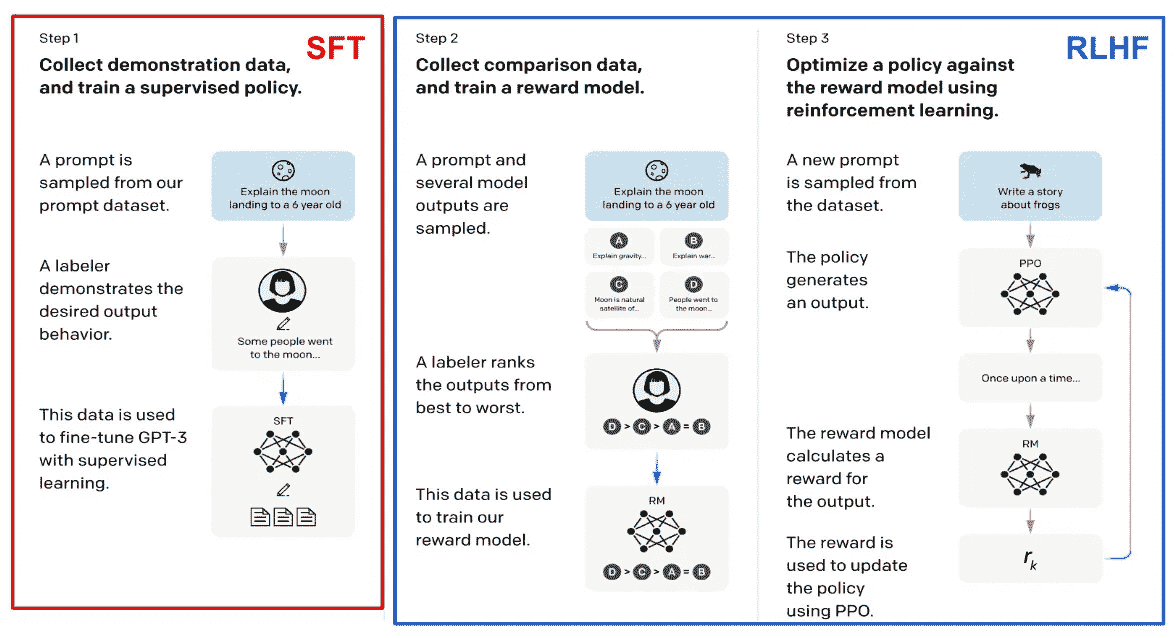 Step 1
SFT
Collect demonstration data,
and train a supervised policy.
A prompt is
sampled from our
prompt dataset.
Explain the moon
landing to a 6 year old
A labeler
demonstrates the
desired output
behavior.
Some people went
to the moon...
This data is used
to fine-tune GPT-3
with supervised
learning.
SFT
Step 2
Collect comparison data,
and train a reward model.
A prompt and
several model
outputs are
sampled.
Explain the moon
landing to a 6 year old
A
Explain gravity...
B
Explain war...
C
Moon is natural
satellite of...
D
People went to
the moon...
A labeler ranks
the outputs from
best to worst.
D > C > A = B
This data is used
to train our
reward model.
RM
D > C > A = B
Step 3
RLHF
Optimize a policy against
the reward model using
reinforcement learning.
A new prompt
is sampled from
the dataset.
Write a story
about frogs
The policy
generates
an output.
PPO
Once upon a time...
The reward model
calculates a
reward for
the output.
RM
The reward is
used to update
the policy
using PPO.
rk